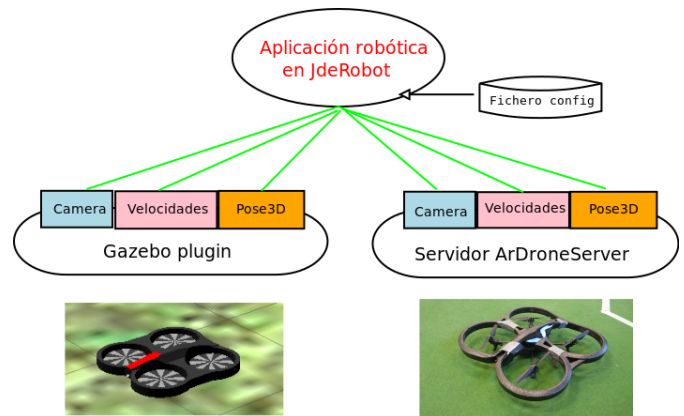 Aplicación robótica
en JdeRobot
Fichero config
Camera
Velocidades
Pose3D
Camera
Velocidades
Pose3D
Gazebo plugin
Servidor ArDroneServer